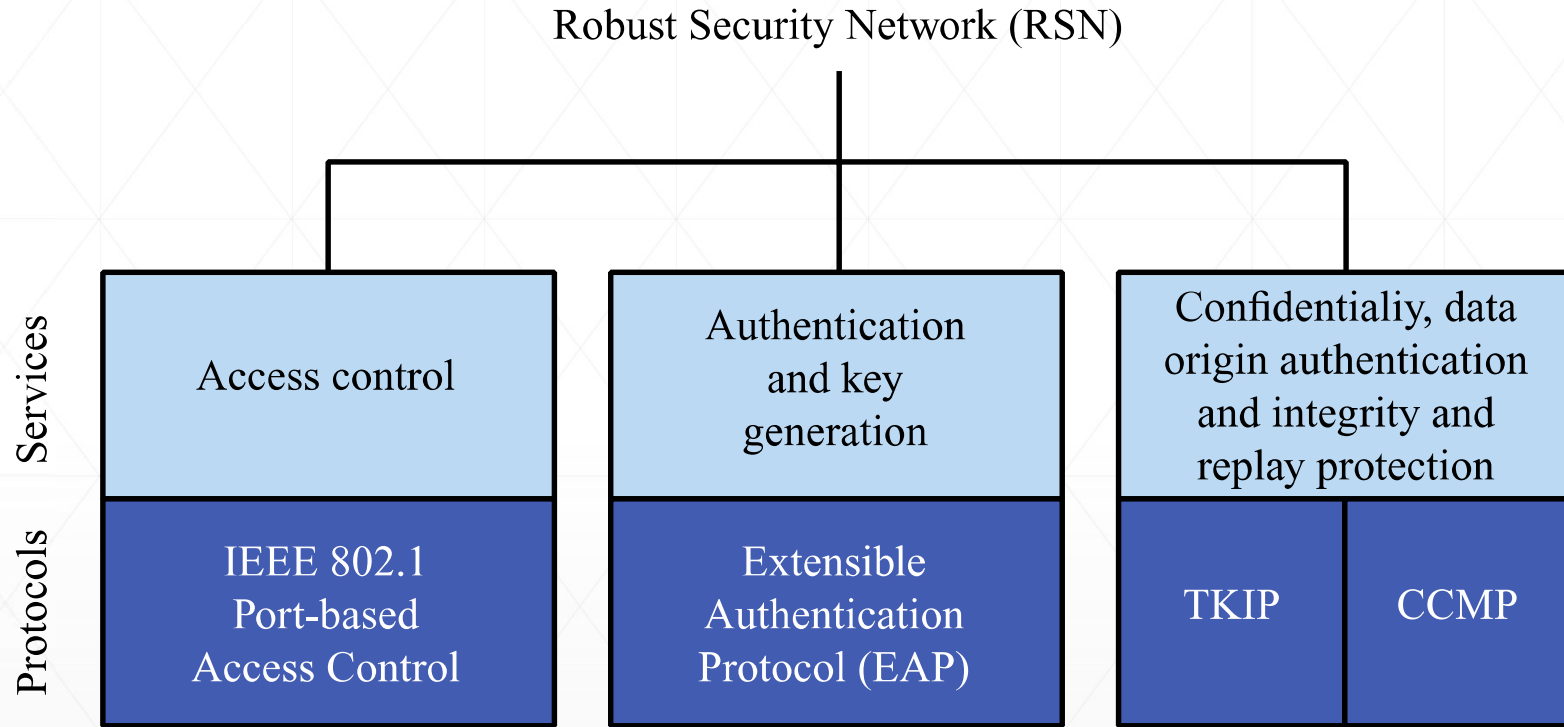 Robust Security Network (RSN)
Services
Access control
Authentication
and key
generation
Confidentialiy, data
origin authentication
and integrity and
replay protection
Protocols
IEEE 802.1
Port-based
Access Control
Extensible
Authentication
Protocol (EAP)
TKIP
CCMP